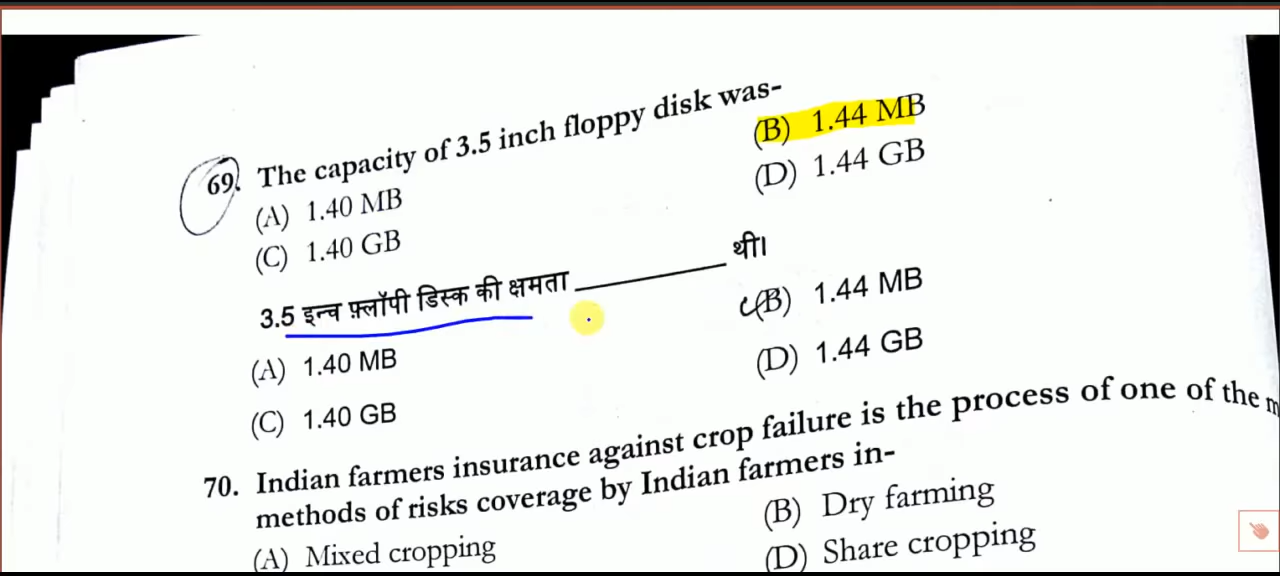 69. The capacity of 3.5 inch floppy disk was-
(A) 1.40 MB (B) 1.44 MB
(C) 1.40 GB (D) 1.44 GB
3.5 इन्च फ़्लॉपी डिस्क की क्षमता __________ थी।
(A) 1.40 MB (B) 1.44 MB
(C) 1.40 GB (D) 1.44 GB
70. Indian farmers insurance against crop failure is the process of one of the
methods of risks coverage by Indian farmers in-
(A) Mixed cropping (B) Dry farming
(D) Share cropping